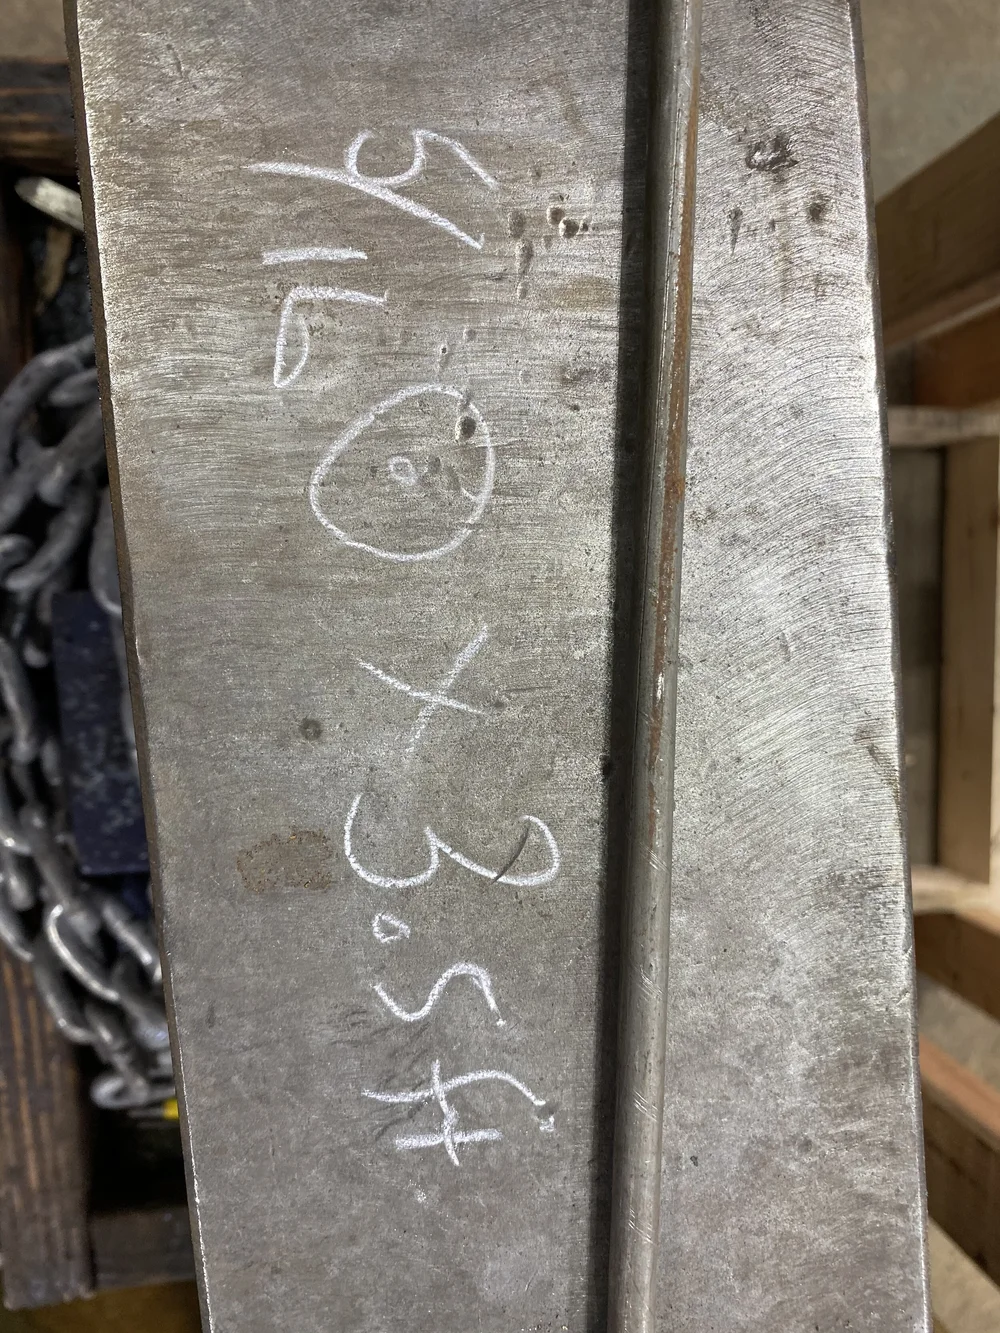 5/16 ⊙ x 3.5ft